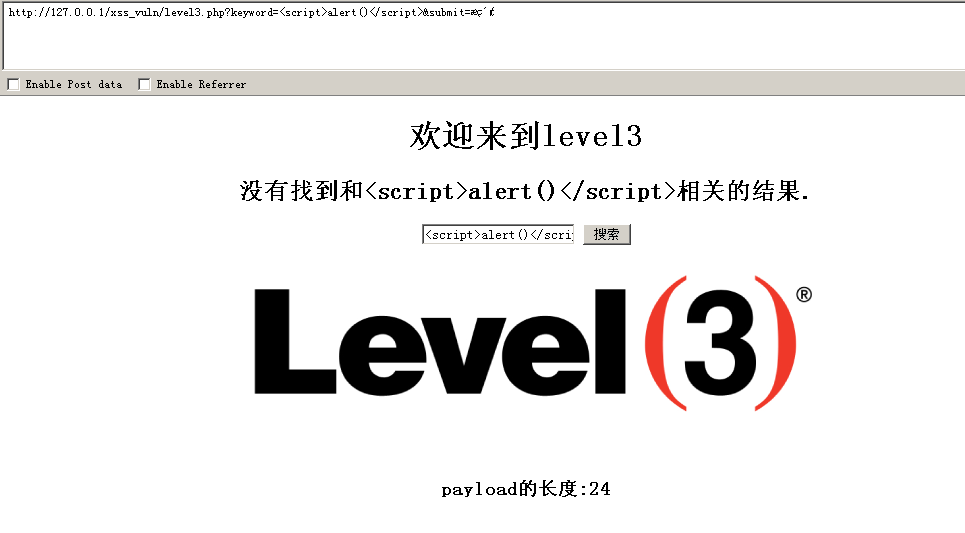 http://127.0.0.1/xss_vuln/level3.php?keyword=<script>alert()</script>&submit=
Enable Post data Enable Referrer
欢迎来到level3
没有找到和<script>alert()</script>相关的结果.
<script>alert()</scri 搜索
Level(3)®
payload的长度:24